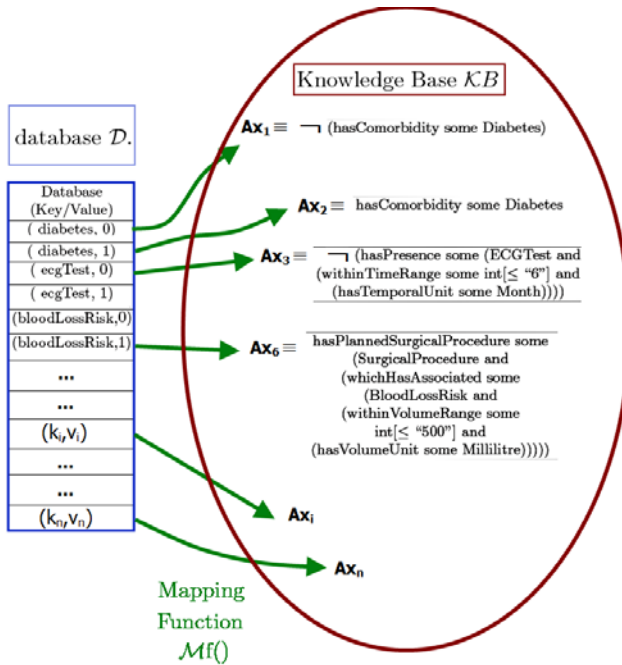 Knowledge Base KB
database D.
Database
(Key/Value)
( diabetes, 0)
( diabetes, 1)
( ecgTest, 0)
( ecgTest, 1)
(bloodLossRisk,0)
(bloodLossRisk,1)
...
...
(kᵢ,vᵢ)
...
...
(kₙ,vₙ)
Ax₁ ≡ ¬ (hasComorbidity some Diabetes)
Ax₂ ≡ hasComorbidity some Diabetes
Ax₃ ≡ ¬ (hasPresence some (ECGTest and
(withinTimeRange some int[≤ “6”] and
(hasTemporalUnit some Month))))
Ax₆ ≡ hasPlannedSurgicalProcedure some
(SurgicalProcedure and
(whichHasAssociated some
(BloodLossRisk and
(withinVolumeRange some
int[≤ “500”] and
(hasVolumeUnit some Millilitre)))))
Axᵢ
Axₙ
Mapping
Function
Mf()